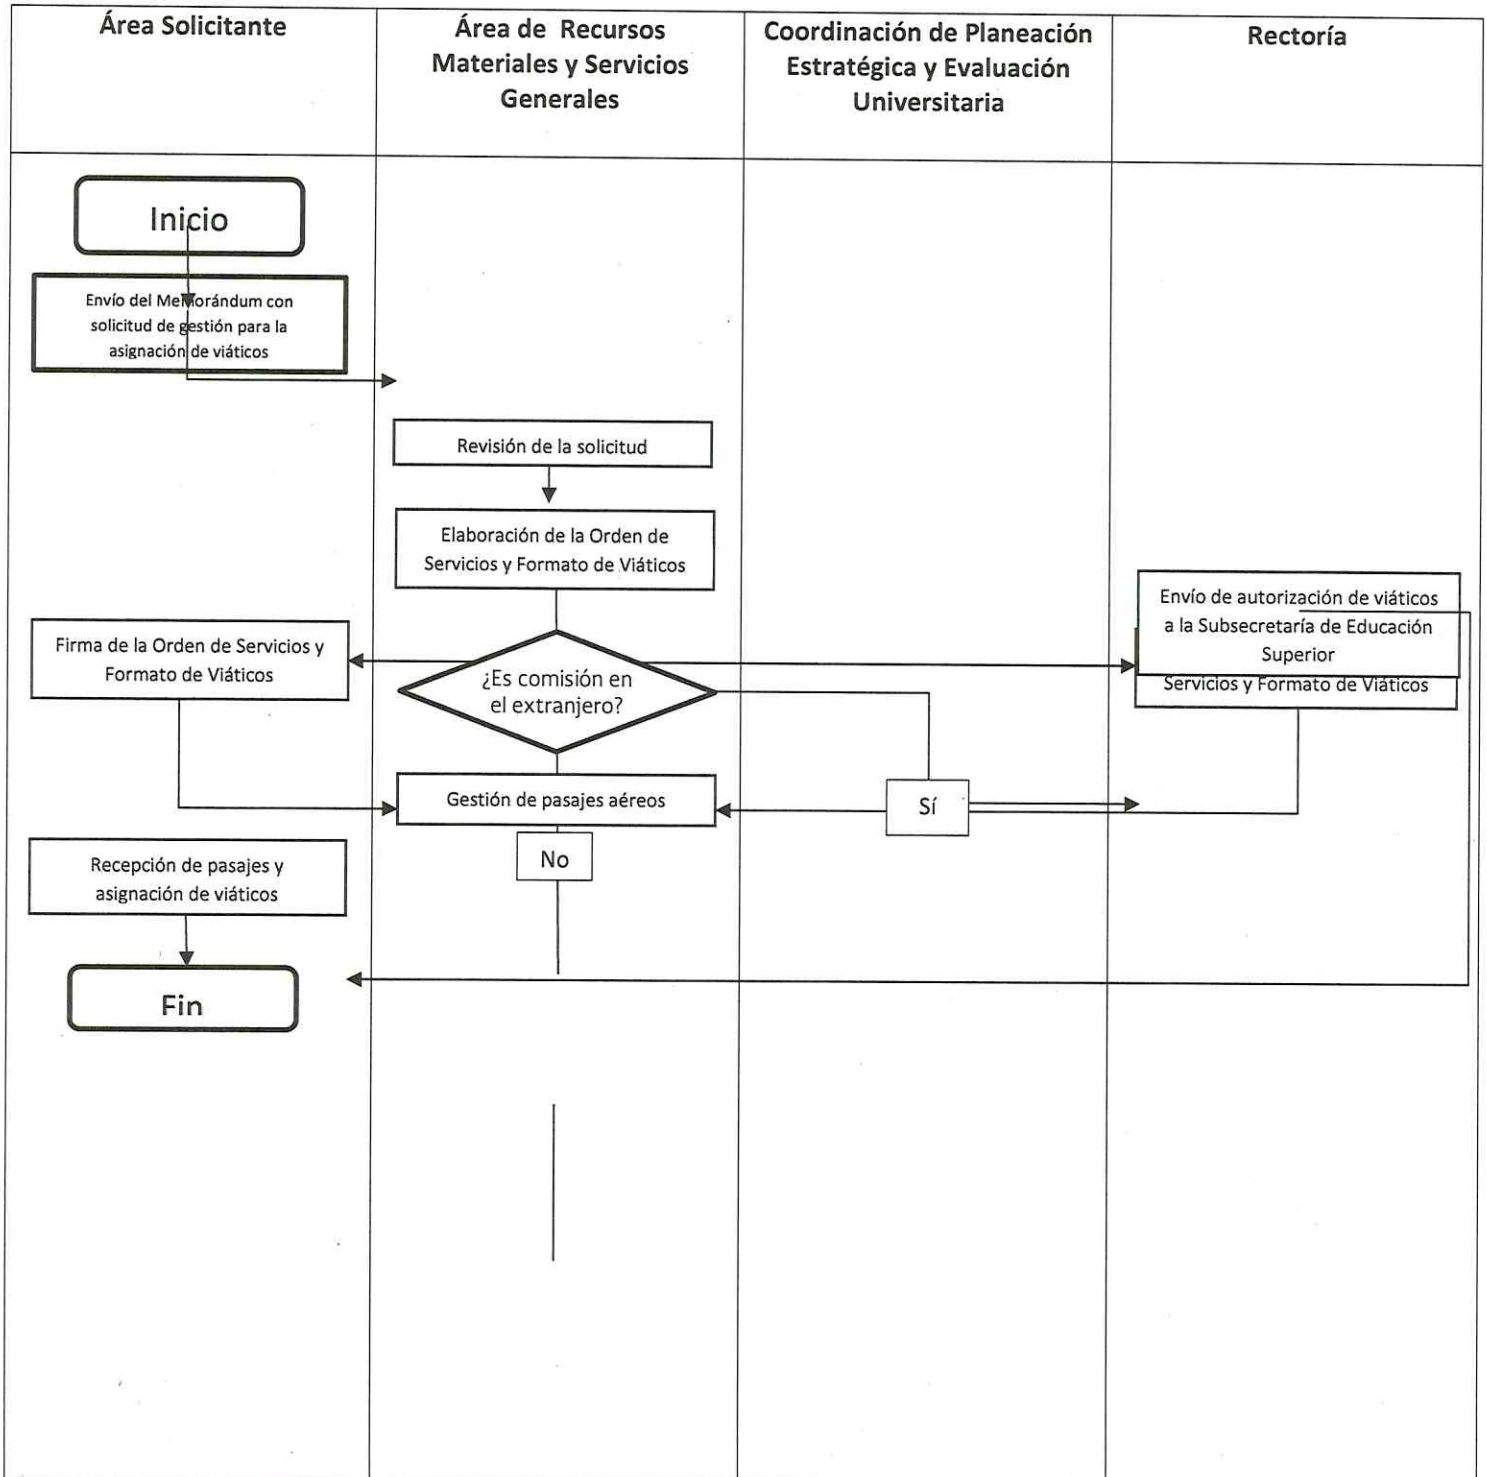 Área Solicitante
Área de Recursos
Materiales y Servicios
Generales
Coordinación de Planeación
Estratégica y Evaluación
Universitaria
Rectoría
Inicio
Envío del Memorándum con
solicitud de gestión para la
asignación de viáticos
Revisión de la solicitud
Elaboración de la Orden de
Servicios y Formato de Viáticos
Firma de la Orden de Servicios y
Formato de Viáticos
¿Es comisión en
el extranjero?
Envío de autorización de viáticos
a la Subsecretaría de Educación
Superior
Servicios y Formato de Viáticos
Gestión de pasajes aéreos
Sí
No
Recepción de pasajes y
asignación de viáticos
Fin